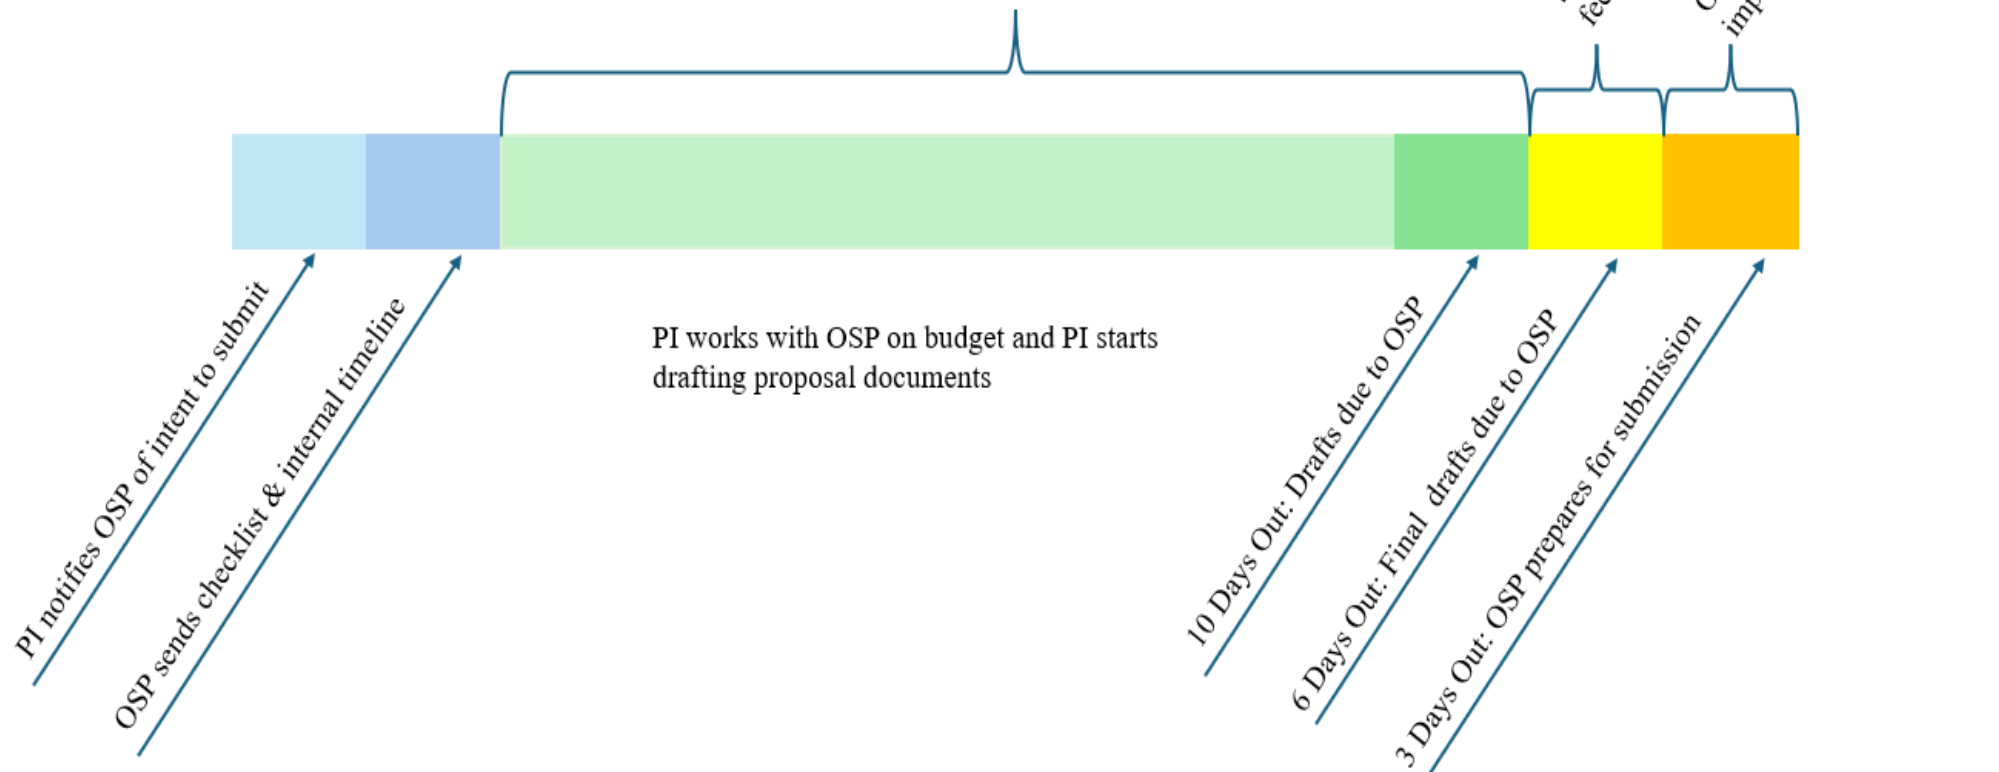 PI notifies OSP of intent to submit
OSP sends checklist & internal timeline
PI works with OSP on budget and PI starts
drafting proposal documents
10 Days Out: Drafts due to OSP
6 Days Out: Final  drafts due to OSP
3 Days Out: OSP prepares for submission